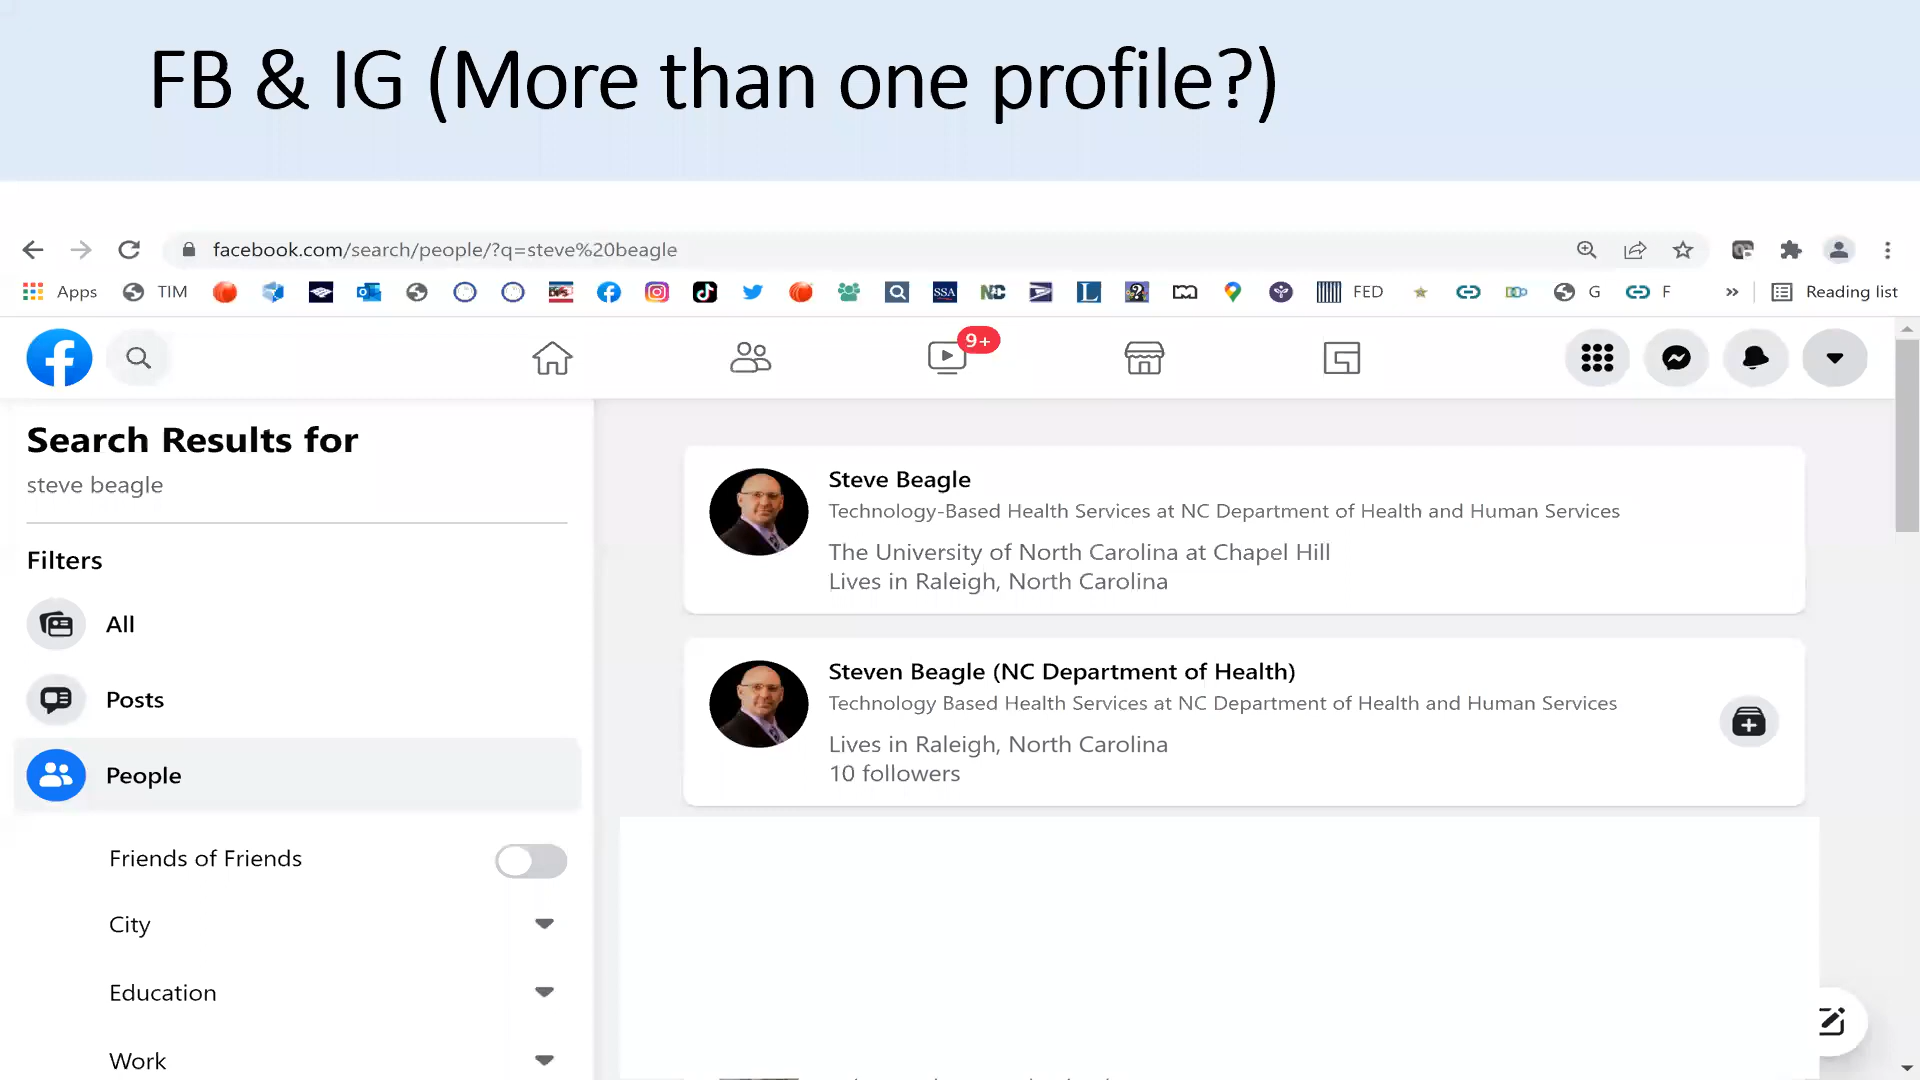 FB & IG (More than one profile?)
facebook.com/search/people/?q=steve%20beagle
Apps TIM SSA NC L FED G F » Reading list
9+
Search Results for
steve beagle
Filters
All
Posts
People
Friends of Friends
City
Education
Work
Steve Beagle
Technology-Based Health Services at NC Department of Health and Human Services
The University of North Carolina at Chapel Hill
Lives in Raleigh, North Carolina
Steven Beagle (NC Department of Health)
Technology Based Health Services at NC Department of Health and Human Services
Lives in Raleigh, North Carolina
10 followers